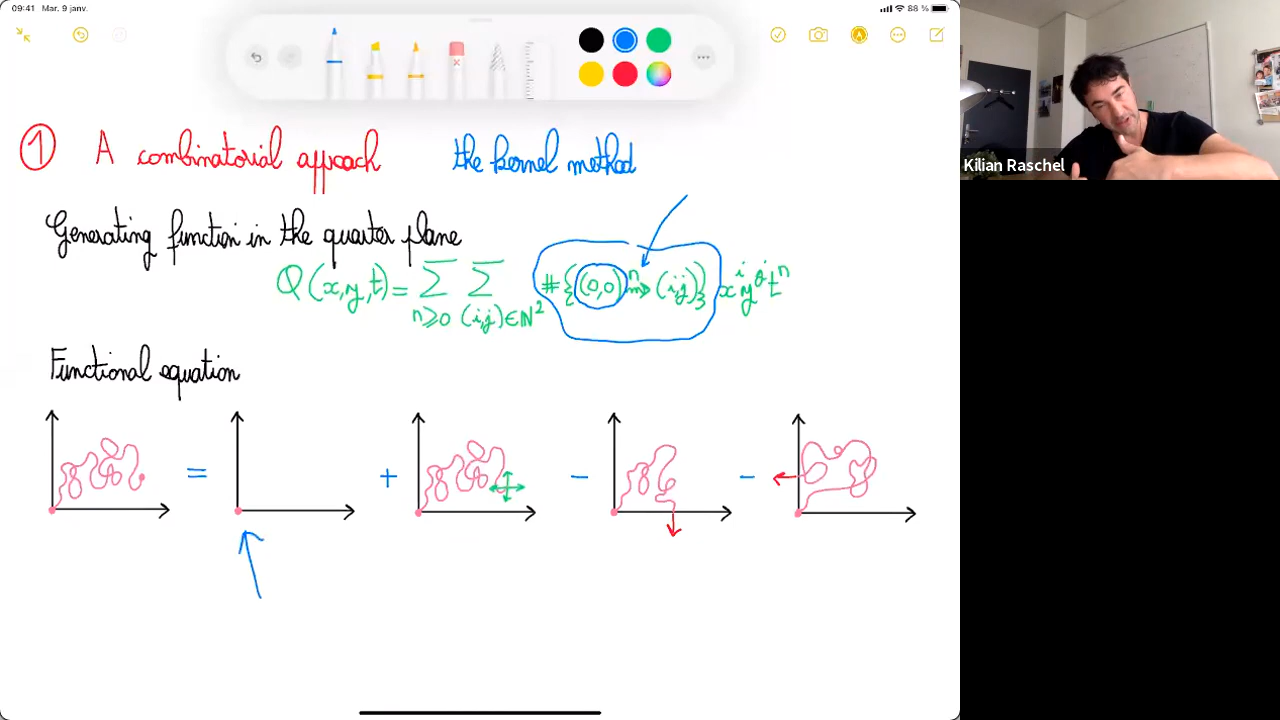 09:41 Mar. 9 janv.
88 %
① A combinatorial approach the kernel method
Kilian Raschel
Generating function in the quarter plane
Q(x,y,t) = Σ Σ #{(0,0) n⇝ (i,j)} x^i y^j t^n
n⩾0 (i,j)∈ℕ²
Functional equation
= + − −